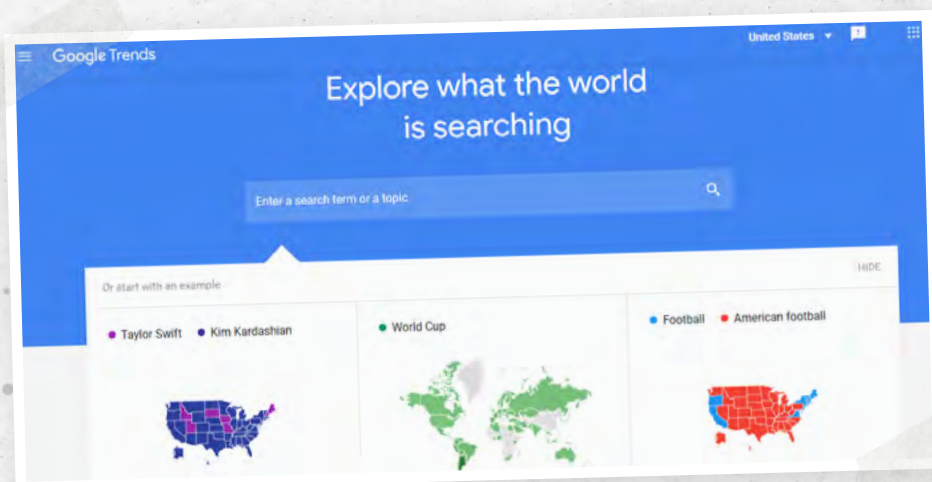 Google Trends
United States
Explore what the world
is searching
Enter a search term or a topic
Or start with an example
HIDE
Taylor Swift Kim Kardashian
World Cup
Football American football